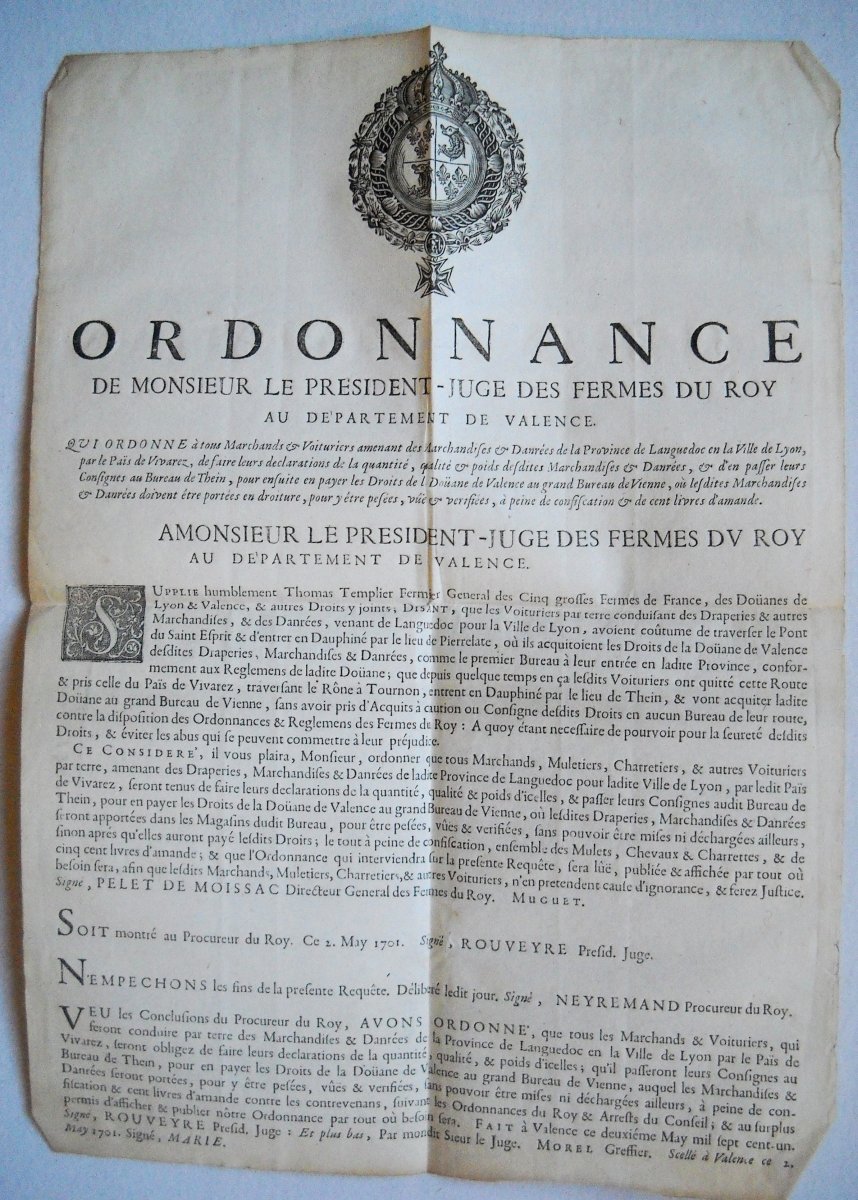 ORDONNANCE
DE MONSIEUR LE PRESIDENT-JUGE DES FERMES DU ROY
AU DE'PARTEMENT DE VALENCE.
QVI ORDONNE à tous Marchands & Voituriers amenant des Marchandiſes & Danrées de la Province de Languedoc en la Ville de Lyon,
par le Païs de Vivarez, de faire leurs declarations de la quantité, qualité & poids deſdites Marchandiſes & Danrées, & d'en paſſer leurs
Conſignes au Bureau de Thein, pour enſuite en payer les Droits de la Doüane de Valence au grand Bureau de Vienne, où leſdites Marchandiſes
& Danrées doivent être portées en droiture, pour y être peſées, vûë & verifiées, à peine de confiſcation & de cent livres d'amande.
AMONSIEUR LE PRESIDENT-JUGE DES FERMES DV ROY
AU DE'PARTEMENT DE VALENCE.
SUPPLIE humblement Thomas Templier Fermier General des Cinq groſſes Fermes de France, des Doüanes de
Lyon & Valence, & autres Droits y joints, DISANT, que les Voituriers par terre conduiſant des Draperies & autres
Marchandiſes, & des Danrées, venant de Languedoc pour la Ville de Lyon, avoient coûtume de traverſer le Pont
du Saint Eſprit & d'entrer en Dauphiné par le lieu de Pierrelate, où ils acquitoient les Droits de la Doüane de Valence
deſdites Draperies, Marchandiſes & Danrées, comme le premier Bureau à leur entrée en ladite Province, confor-
mement aux Reglemens de ladite Doüane; que depuis quelque temps en ça leſdits Voituriers ont quitté cette Route
& pris celle du Païs de Vivarez, traverſant le Rône à Tournon, entrent en Dauphiné par le lieu de Thein, & vont acquiter ladite
Doüane au grand Bureau de Vienne, ſans avoir pris d'Acquits à caution ou Conſigne deſdits Droits en aucun Bureau de leur route,
contre la diſpoſition des Ordonnances & Reglemens des Fermes du Roy: A quoy étant neceſſaire de pourvoir pour la ſeureté deſdits
Droits, & éviter les abus qui ſe peuvent commettre à leur préjudice.
CE CONSIDERE', il vous plaira, Monſieur, ordonner que tous Marchands, Muletiers, Charretiers, & autres Voituriers
par terre, amenant des Draperies, Marchandiſes & Danrées de ladite Province de Languedoc pour ladite Ville de Lyon, par ledit Païs
de Vivarez, ſeront tenus de faire leurs declarations de la quantité, qualité & poids d'icelles, & paſſer leurs Conſignes audit Bureau de
Thein, pour en payer les Droits de la Doüane de Valence au grand Bureau de Vienne, où leſdites Draperies, Marchandiſes & Danrées
ſeront apportées dans les Magaſins dudit Bureau, pour être peſées, vûës & verifiées, ſans pouvoir être miſes ni déchargées ailleurs,
ſinon après qu'elles auront payé leſdits Droits; le tout à peine de confiſcation, enſemble des Mulets, Chevaux & Charrettes, & de
cinq cent livres d'amande; & que l'Ordonnance qui interviendra ſur la preſente Requête, ſera lûë, publiée & affichée par tout où
beſoin ſera, afin que leſdits Marchands, Muletiers, Charretiers, & autres Voituriers, n'en pretendent cauſe d'ignorance, & ferez Juſtice.
Signé, PELET DE MOISSAC Directeur General des Fermes du Roy. MUGUET.
SOIT montré au Procureur du Roy. Ce 2. May 1701. Signé, ROUVEYRE Preſid. Juge.
N'EMPECHONS les fins de la preſente Requête. Déliberé ledit jour. Signé, NEYREMAND Procureur du Roy.
VEU les Concluſions du Procureur du Roy, AVONS ORDONNE', que tous les Marchands & Voituriers, qui
feront conduire par terre des Marchandiſes & Danrées de la Province de Languedoc en la Ville de Lyon par le Païs de
Vivarez, ſeront obligez de faire leurs declarations de la quantité, qualité, & poids d'icelles; qu'il paſſeront leurs Conſignes au
Bureau de Thein, pour en payer les Droits de la Doüane de Valence au grand Bureau de Vienne, auquel les Marchandiſes &
Danrées ſeront portées, pour y être peſées, vûës & verifiées, ſans pouvoir être miſes ni déchargées ailleurs, à peine de con-
fiſcation & cent livres d'amande contre les contrevenans, ſuivant les Ordonnances du Roy & Arreſts du Conſeil; & au ſurplus
permis d'afficher & publier nôtre Ordonnance par tout où beſoin ſera. FAIT à Valence ce deuxiéme May mil ſept cent-un.
Signé, ROUVEYRE Preſid. Juge: Et plus bas, Par mondit Sieur le Juge. MOREL Greffier. Scellé à Valence ce 2.
May 1701. Signé, MARIE.